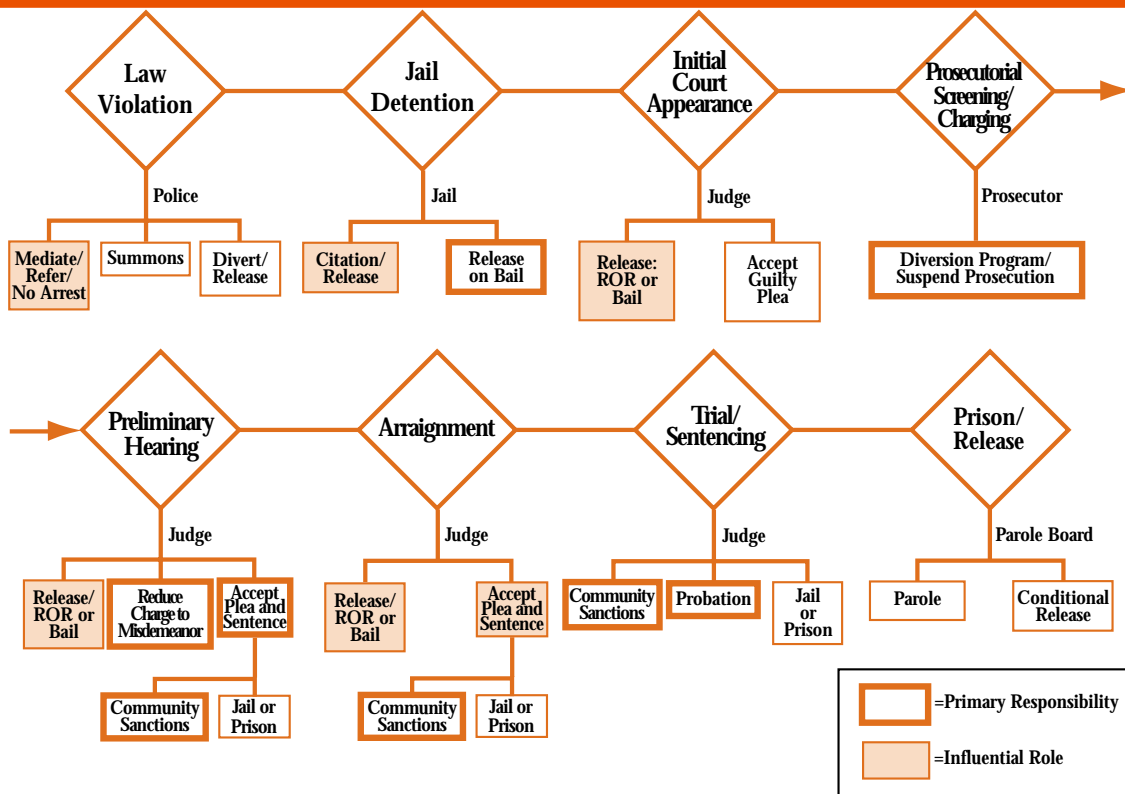 Law
Violation
Jail
Detention
Initial
Court
Appearance
Prosecutorial
Screening/
Charging
Police
Jail
Judge
Prosecutor
Mediate/
Refer/
No Arrest
Summons
Divert/
Release
Citation/
Release
Release
on Bail
Release:
ROR or
Bail
Accept
Guilty
Plea
Diversion Program/
Suspend Prosecution
Preliminary
Hearing
Arraignment
Trial/
Sentencing
Prison/
Release
Judge
Judge
Judge
Parole Board
Release/
ROR or
Bail
Reduce
Charge to
Misdemeanor
Accept
Plea and
Sentence
Community
Sanctions
Jail or
Prison
Release/
ROR or
Bail
Accept
Plea and
Sentence
Community
Sanctions
Jail or
Prison
Community
Sanctions
Probation
Jail
or
Prison
Parole
Conditional
Release
=Primary Responsibility
=Influential Role